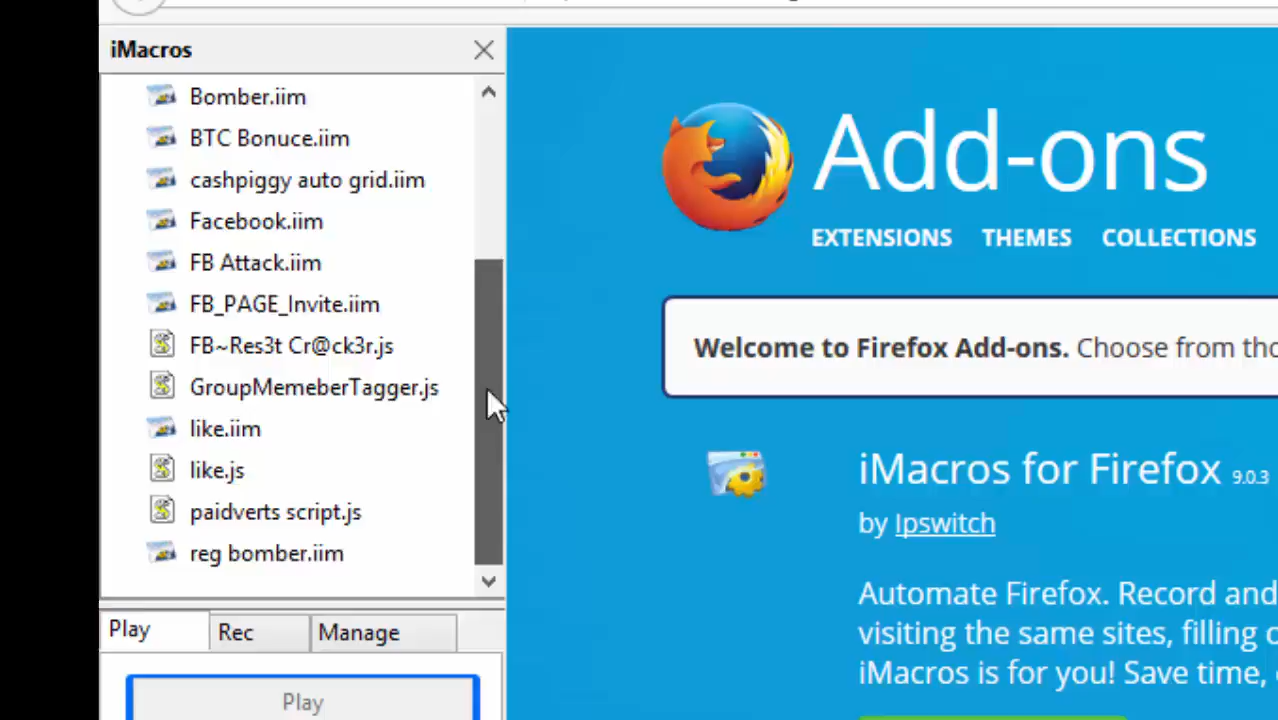 iMacros
Bomber.iim
BTC Bonuce.iim
cashpiggy auto grid.iim
Facebook.iim
FB Attack.iim
FB_PAGE_Invite.iim
FB~Res3t Cr@ck3r.js
GroupMemeberTagger.js
like.iim
like.js
paidverts script.js
reg bomber.iim
Play
Rec
Manage
Play
Add-ons
EXTENSIONS THEMES COLLECTIONS
Welcome to Firefox Add-ons. Choose from
iMacros for Firefox 9.0.3
by Ipswitch
Automate Firefox. Record and
visiting the same sites, filling
iMacros is for you! Save time,